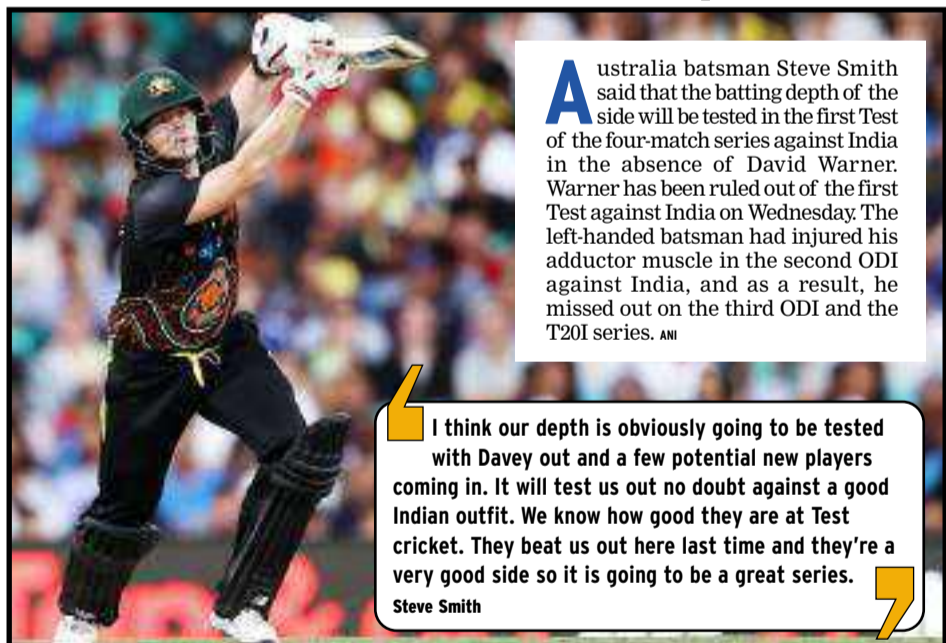 Australia batsman Steve Smith
said that the batting depth of the
side will be tested in the first Test
of the four-match series against India
in the absence of David Warner.
Warner has been ruled out of the first
Test against India on Wednesday. The
left-handed batsman had injured his
adductor muscle in the second ODI
against India, and as a result, he
missed out on the third ODI and the
T20I series. ANI
I think our depth is obviously going to be tested
with Davey out and a few potential new players
coming in. It will test us out no doubt against a good
Indian outfit. We know how good they are at Test
cricket. They beat us out here last time and they're a
very good side so it is going to be a great series.
Steve Smith